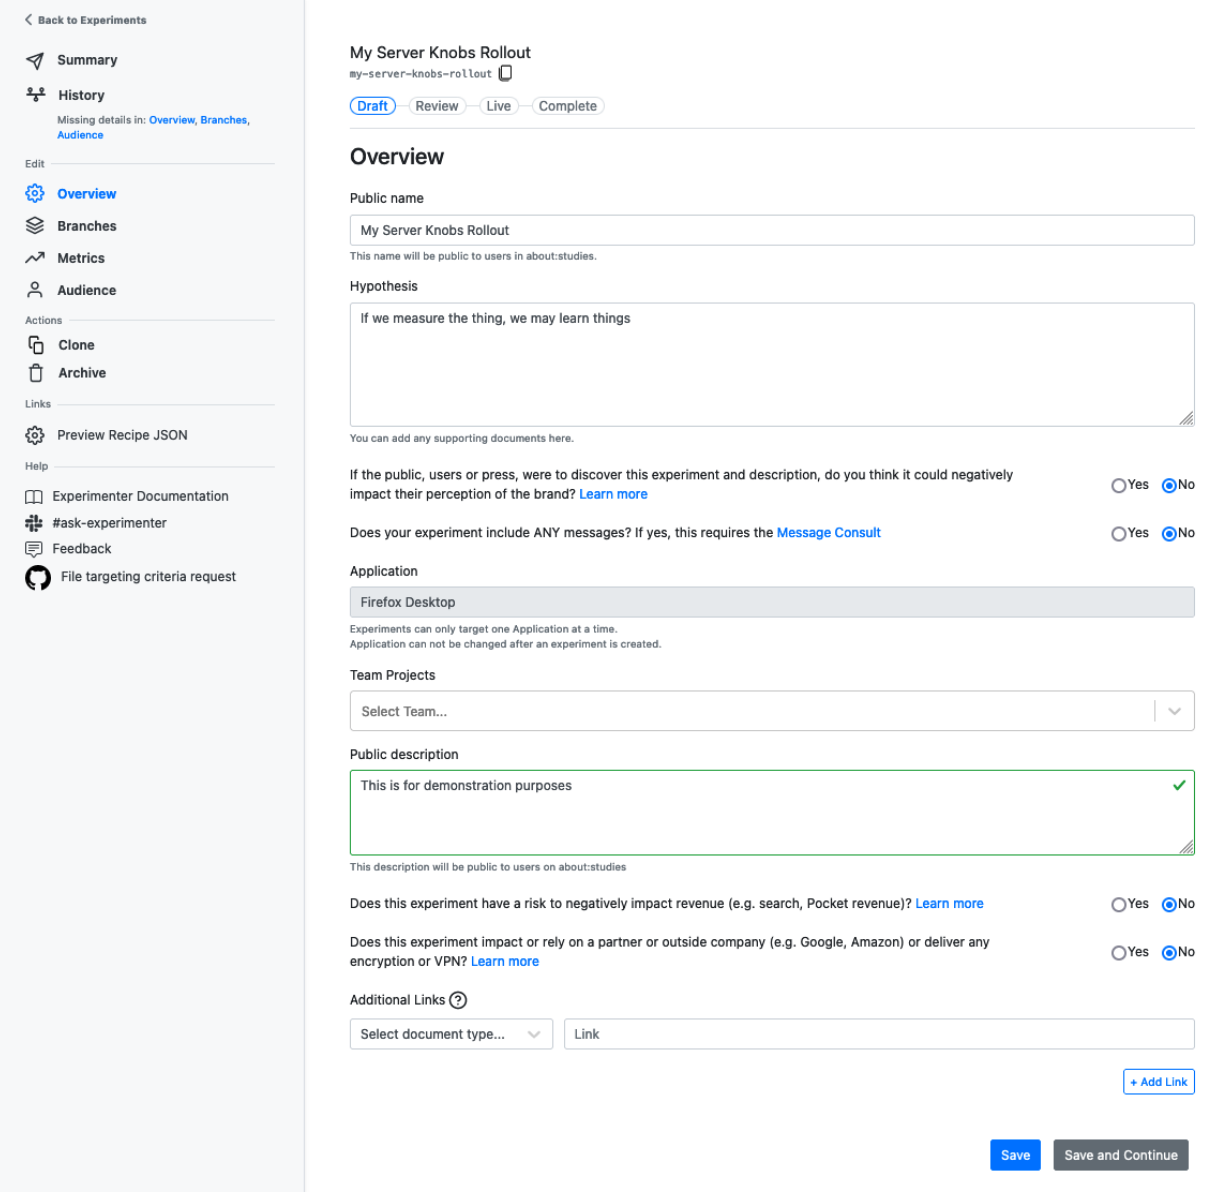 Back to Experiments
Summary
History
Missing details in: Overview, Branches,
Audience
Edit
Overview
Branches
Metrics
Audience
Actions
Clone
Archive
Links
Preview Recipe JSON
Help
Experimenter Documentation
#ask-experimenter
Feedback
File targeting criteria request
My Server Knobs Rollout
my-server-knobs-rollout
Draft Review Live Complete
Overview
Public name
My Server Knobs Rollout
This name will be public to users in about:studies.
Hypothesis
If we measure the thing, we may learn things
You can add any supporting documents here.
If the public, users or press, were to discover this experiment and description, do you think it could negatively
impact their perception of the brand? Learn more
Yes No
Does your experiment include ANY messages? If yes, this requires the Message Consult
Yes No
Application
Firefox Desktop
Experiments can only target one Application at a time.
Application can not be changed after an experiment is created.
Team Projects
Select Team...
Public description
This is for demonstration purposes
This description will be public to users on about:studies
Does this experiment have a risk to negatively impact revenue (e.g. search, Pocket revenue)? Learn more
Yes No
Does this experiment impact or rely on a partner or outside company (e.g. Google, Amazon) or deliver any
encryption or VPN? Learn more
Yes No
Additional Links ?
Select document type... Link
+ Add Link
Save Save and Continue